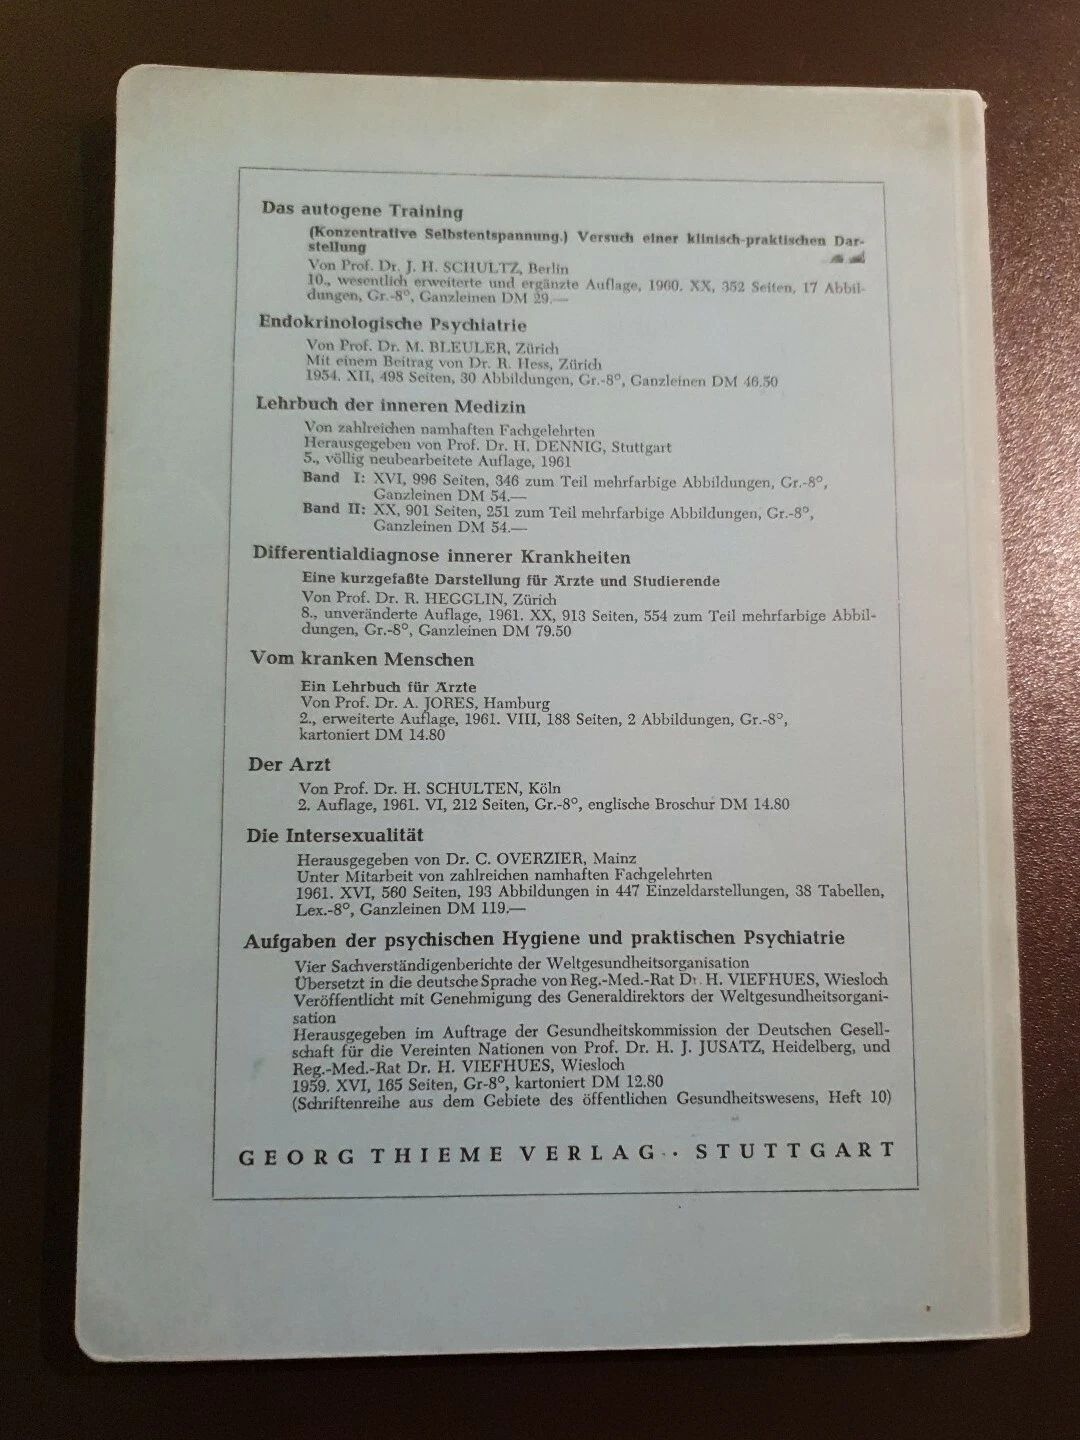 Das autogene Training
(Konzentrative Selbstentspannung.) Versuch einer klinisch-praktischen Dar-
stellung
Von Prof. Dr. J. H. SCHULTZ, Berlin
10., wesentlich erweiterte und ergänzte Auflage, 1960. XX, 352 Seiten, 17 Abbil-
dungen, Gr.-8°, Ganzleinen DM 29.—
Endokrinologische Psychiatrie
Von Prof. Dr. M. BLEULER, Zürich
Mit einem Beitrag von Dr. R. Hess, Zürich
1954. XII, 498 Seiten, 30 Abbildungen, Gr.-8°, Ganzleinen DM 46.50
Lehrbuch der inneren Medizin
Von zahlreichen namhaften Fachgelehrten
Herausgegeben von Prof. Dr. H. DENNIG, Stuttgart
5., völlig neubearbeitete Auflage, 1961
Band I: XVI, 996 Seiten, 346 zum Teil mehrfarbige Abbildungen, Gr.-8°,
Ganzleinen DM 54.—
Band II: XX, 901 Seiten, 251 zum Teil mehrfarbige Abbildungen, Gr.-8°,
Ganzleinen DM 54.—
Differentialdiagnose innerer Krankheiten
Eine kurzgefaßte Darstellung für Ärzte und Studierende
Von Prof. Dr. R. HEGGLIN, Zürich
8., unveränderte Auflage, 1961. XX, 913 Seiten, 554 zum Teil mehrfarbige Abbil-
dungen, Gr.-8°, Ganzleinen DM 79.50
Vom kranken Menschen
Ein Lehrbuch für Ärzte
Von Prof. Dr. A. JORES, Hamburg
2., erweiterte Auflage, 1961. VIII, 188 Seiten, 2 Abbildungen, Gr.-8°,
kartoniert DM 14.80
Der Arzt
Von Prof. Dr. H. SCHULTEN, Köln
2. Auflage, 1961. VI, 212 Seiten, Gr.-8°, englische Broschur DM 14.80
Die Intersexualität
Herausgegeben von Dr. C. OVERZIER, Mainz
Unter Mitarbeit von zahlreichen namhaften Fachgelehrten
1961. XVI, 560 Seiten, 193 Abbildungen in 447 Einzeldarstellungen, 38 Tabellen,
Lex.-8°, Ganzleinen DM 119.—
Aufgaben der psychischen Hygiene und praktischen Psychiatrie
Vier Sachverständigenberichte der Weltgesundheitsorganisation
Übersetzt in die deutsche Sprache von Reg.-Med.-Rat Dr. H. VIEFHUES, Wiesloch
Veröffentlicht mit Genehmigung des Generaldirektors der Weltgesundheitsorgani-
sation
Herausgegeben im Auftrage der Gesundheitskommission der Deutschen Gesell-
schaft für die Vereinten Nationen von Prof. Dr. H. J. JUSATZ, Heidelberg, und
Reg.-Med.-Rat Dr. H. VIEFHUES, Wiesloch
1959. XVI, 165 Seiten, Gr-8°, kartoniert DM 12.80
(Schriftenreihe aus dem Gebiete des öffentlichen Gesundheitswesens, Heft 10)
GEORG THIEME VERLAG · STUTTGART